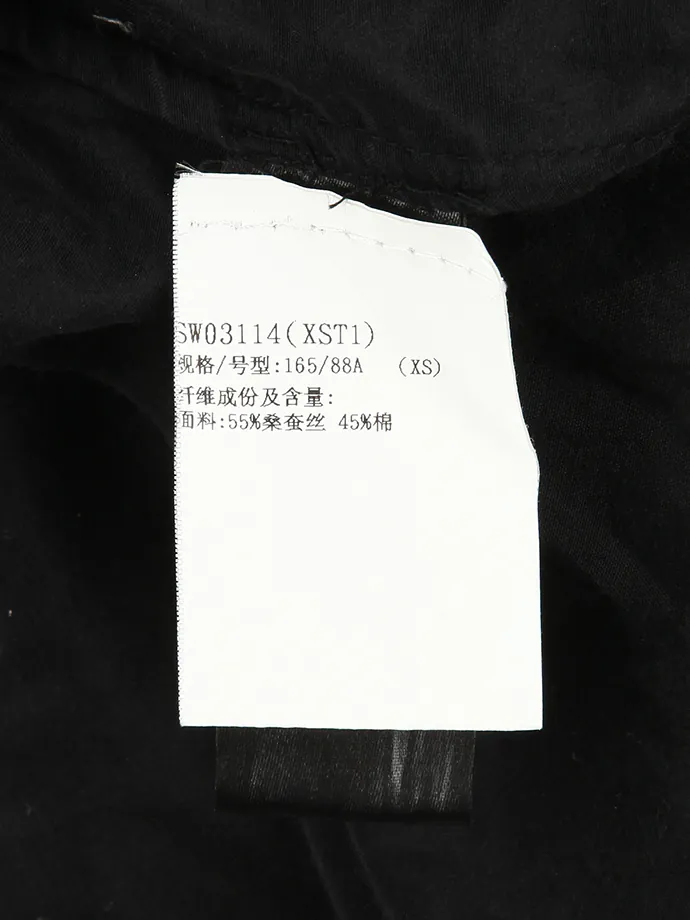 SW03114(XST1)
规格/号型:165/88A (XS)
纤维成份及含量:
面料:55%桑蚕丝 45%棉